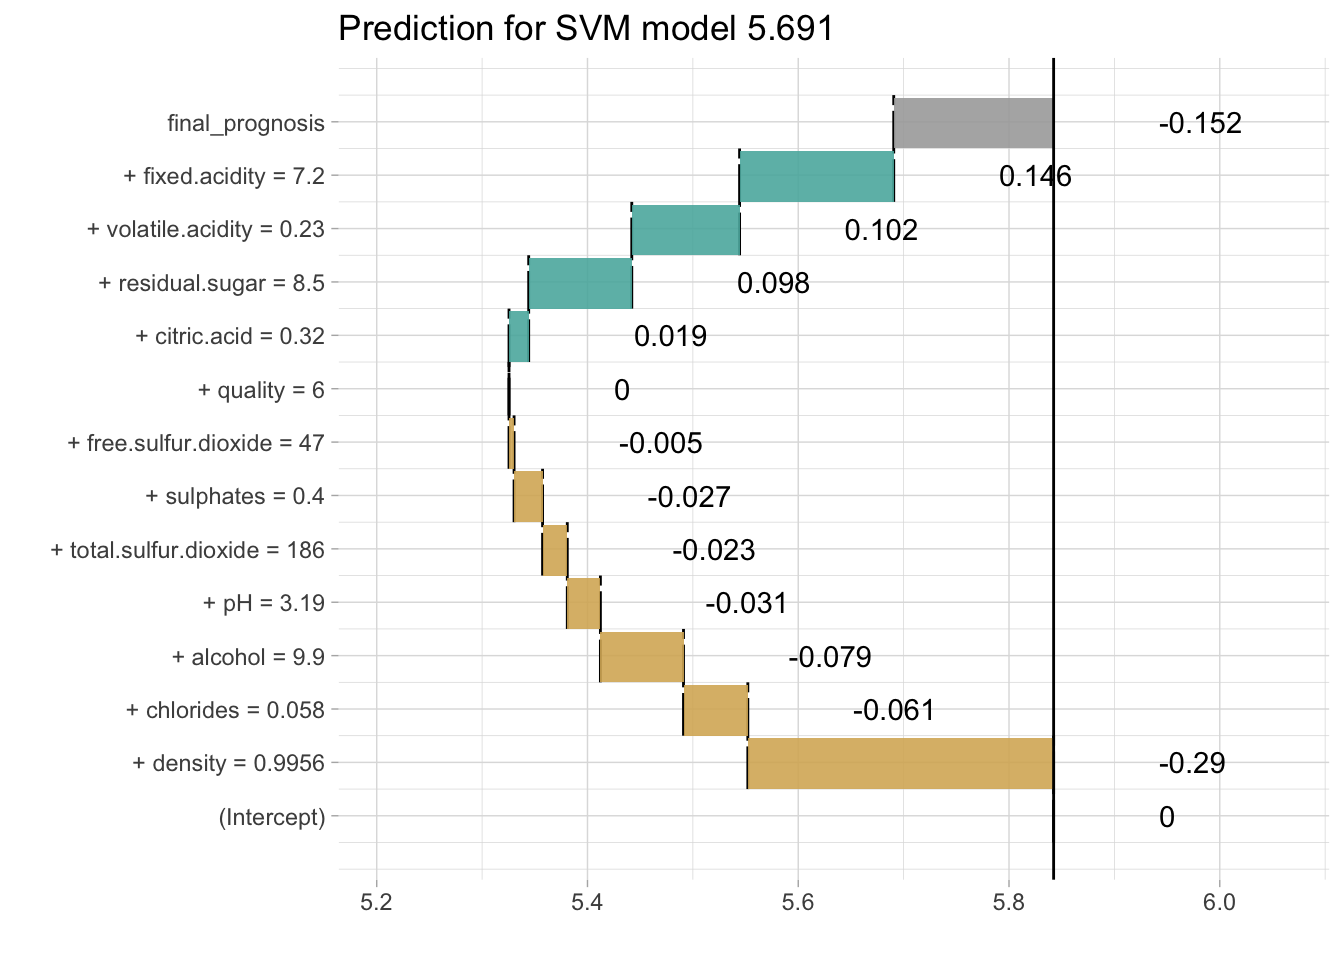 Prediction for SVM model 5.691
final_prognosis -0.152
+ fixed.acidity = 7.2 0.146
+ volatile.acidity = 0.23 0.102
+ residual.sugar = 8.5 0.098
+ citric.acid = 0.32 0.019
+ quality = 6 0
+ free.sulfur.dioxide = 47 -0.005
+ sulphates = 0.4 -0.027
+ total.sulfur.dioxide = 186 -0.023
+ pH = 3.19 -0.031
+ alcohol = 9.9 -0.079
+ chlorides = 0.058 -0.061
+ density = 0.9956 -0.29
(Intercept) 0
5.2 5.4 5.6 5.8 6.0